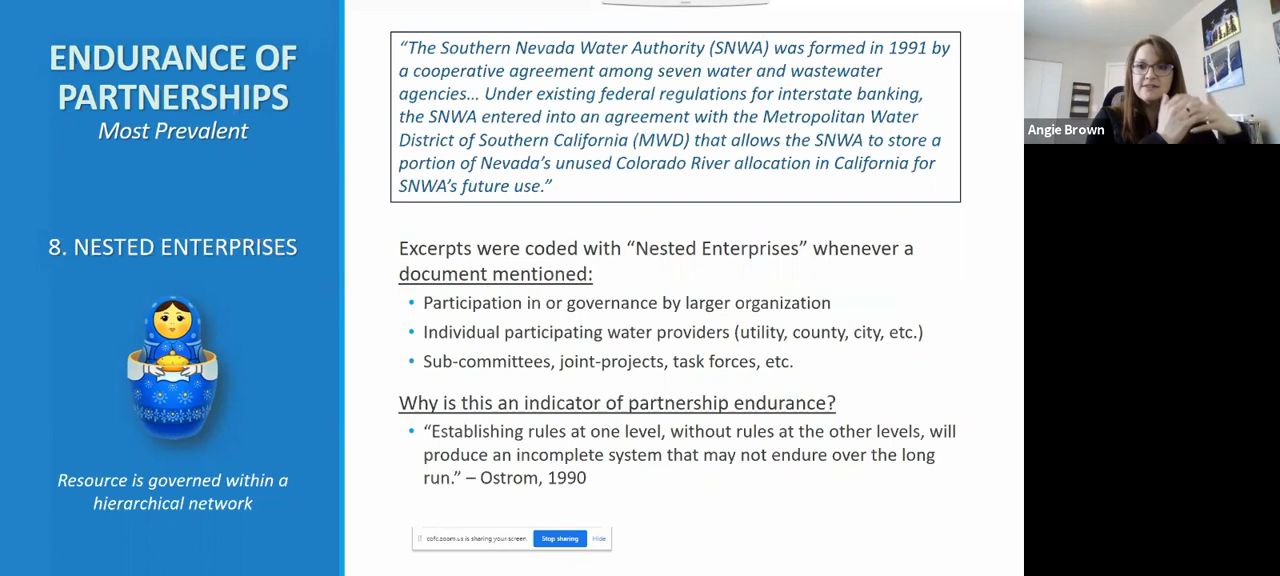 ENDURANCE OF
PARTNERSHIPS
Most Prevalent
8. NESTED ENTERPRISES
Resource is governed within a
hierarchical network
“The Southern Nevada Water Authority (SNWA) was formed in 1991 by
a cooperative agreement among seven water and wastewater
agencies… Under existing federal regulations for interstate banking,
the SNWA entered into an agreement with the Metropolitan Water
District of Southern California (MWD) that allows the SNWA to store a
portion of Nevada’s unused Colorado River allocation in California for
SNWA’s future use.”
Excerpts were coded with “Nested Enterprises” whenever a
document mentioned:
• Participation in or governance by larger organization
• Individual participating water providers (utility, county, city, etc.)
• Sub-committees, joint-projects, task forces, etc.
Why is this an indicator of partnership endurance?
• “Establishing rules at one level, without rules at the other levels, will
produce an incomplete system that may not endure over the long
run.” – Ostrom, 1990
cofc.zoom.us is sharing your screen. Stop sharing Hide
Angie Brown